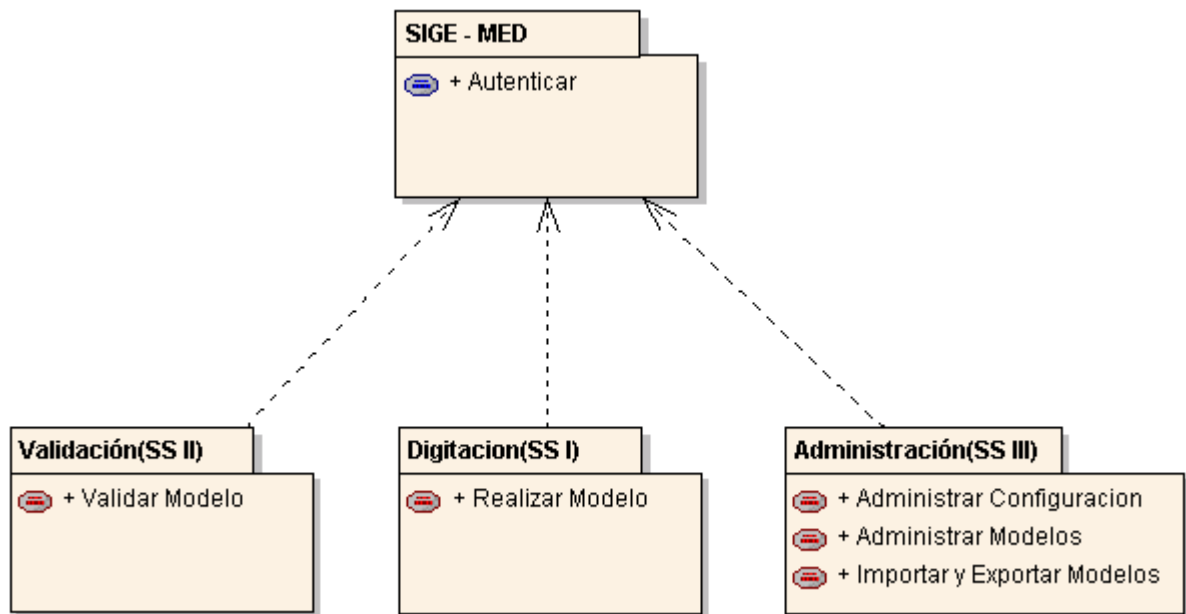 SIGE - MED
+ Autenticar
Validación(SS II)
+ Validar Modelo
Digitacion(SS I)
+ Realizar Modelo
Administración(SS III)
+ Administrar Configuracion
+ Administrar Modelos
+ Importar y Exportar Modelos